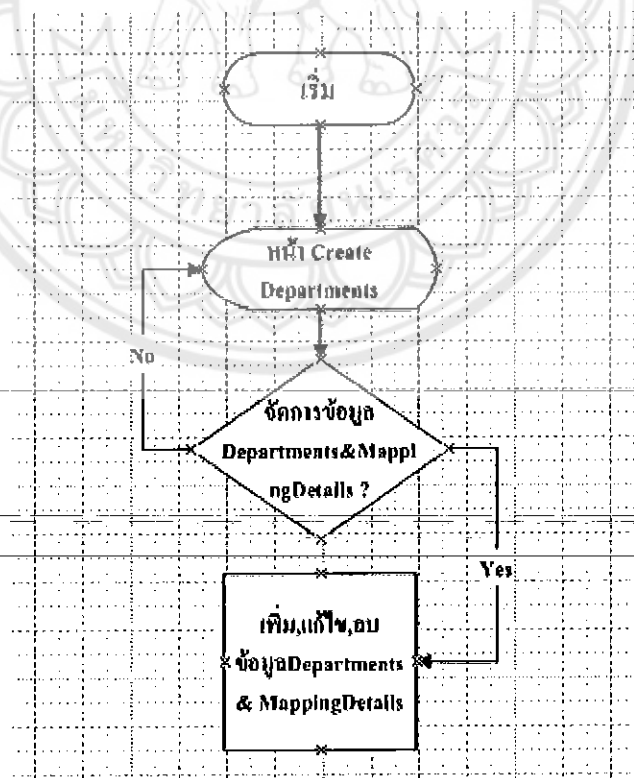 เริ่ม
หน้า Create
Departments
No
จัดการข้อมูล
Departments&Mappi
ngDetails ?
Yes
เพิ่ม,แก้ไข,ลบ
ข้อมูลDepartments
& MappingDetails